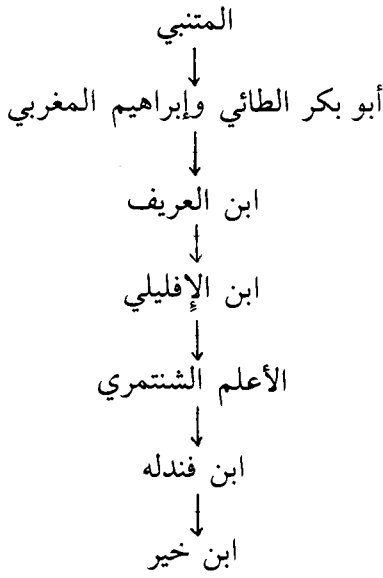 المتنبي
أبو بكر الطائي وإبراهيم المغربي
ابن العريف
ابن الإفليلي
الأعلم الشنتمري
ابن فندله
ابن خير